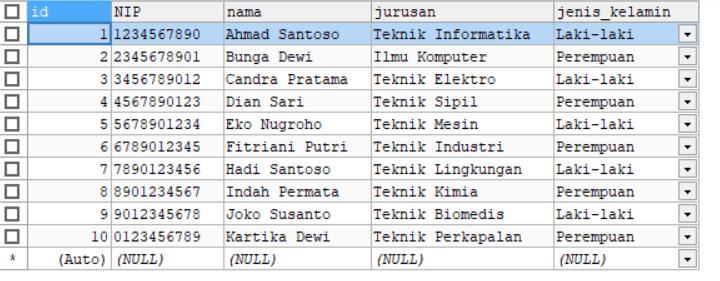 id NIP nama jurusan jenis_kelamin
1 1234567890 Ahmad Santoso Teknik Informatika Laki-laki
2 2345678901 Bunga Dewi Ilmu Komputer Perempuan
3 3456789012 Candra Pratama Teknik Elektro Laki-laki
4 4567890123 Dian Sari Teknik Sipil Perempuan
5 5678901234 Eko Nugroho Teknik Mesin Laki-laki
6 6789012345 Fitriani Putri Teknik Industri Perempuan
7 7890123456 Hadi Santoso Teknik Lingkungan Laki-laki
8 8901234567 Indah Permata Teknik Kimia Perempuan
9 9012345678 Joko Susanto Teknik Biomedis Laki-laki
10 0123456789 Kartika Dewi Teknik Perkapalan Perempuan
* (Auto) (NULL) (NULL) (NULL) (NULL)